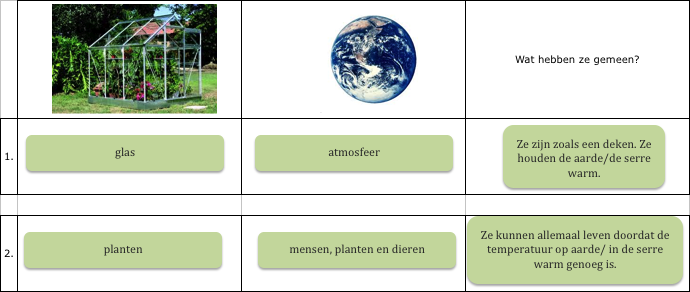 Wat hebben ze gemeen?
1.
glas
atmosfeer
Ze zijn zoals een deken. Ze
houden de aarde/de serre
warm.
2.
planten
mensen, planten en dieren
Ze kunnen allemaal leven doordat de
temperatuur op aarde/ in de serre
warm genoeg is.